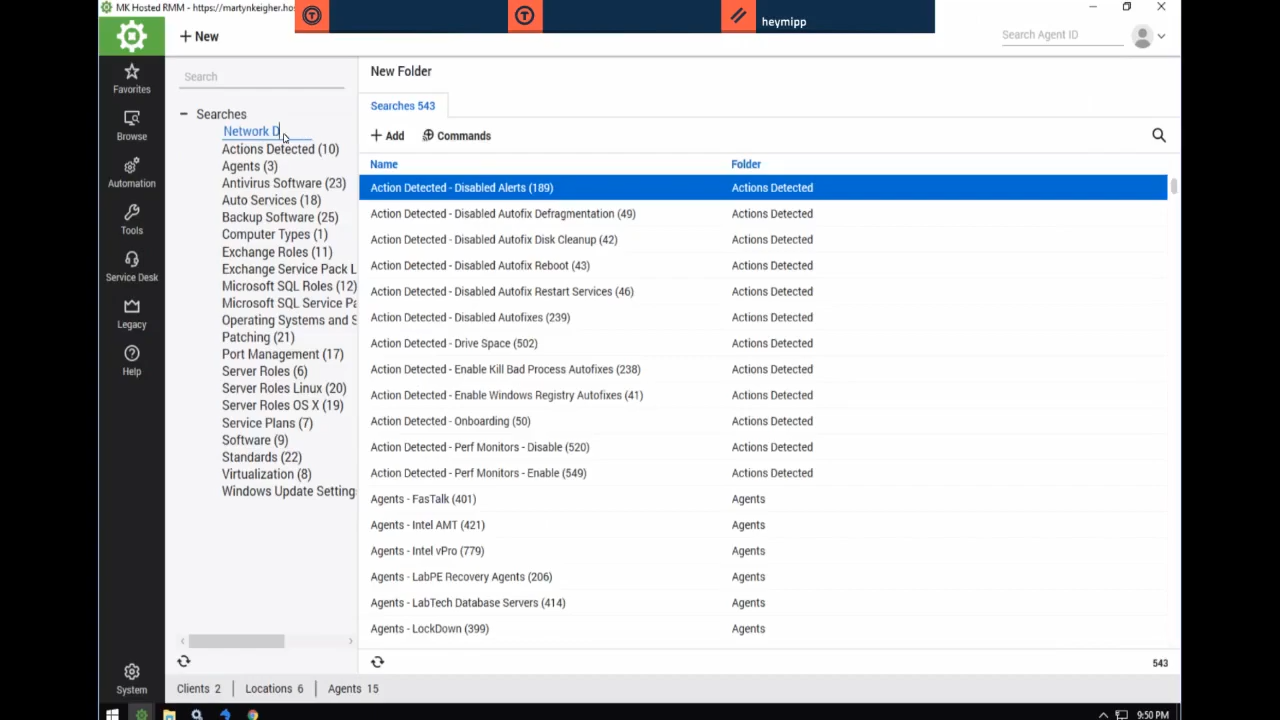 MK Hosted RMM - https://martynkeigher.ho
heymipp
+ New
Search Agent ID
Favorites
Browse
Automation
Tools
Service Desk
Legacy
Help
System
Search
Searches
Network D
Actions Detected (10)
Agents (3)
Antivirus Software (23)
Auto Services (18)
Backup Software (25)
Computer Types (1)
Exchange Roles (11)
Exchange Service Pack L
Microsoft SQL Roles (12)
Microsoft SQL Service Pa
Operating Systems and S
Patching (21)
Port Management (17)
Server Roles (6)
Server Roles Linux (20)
Server Roles OS X (19)
Service Plans (7)
Software (9)
Standards (22)
Virtualization (8)
Windows Update Setting
New Folder
Searches 543
+ Add Commands
Name Folder
Action Detected - Disabled Alerts (189) Actions Detected
Action Detected - Disabled Autofix Defragmentation (49) Actions Detected
Action Detected - Disabled Autofix Disk Cleanup (42) Actions Detected
Action Detected - Disabled Autofix Reboot (43) Actions Detected
Action Detected - Disabled Autofix Restart Services (46) Actions Detected
Action Detected - Disabled Autofixes (239) Actions Detected
Action Detected - Drive Space (502) Actions Detected
Action Detected - Enable Kill Bad Process Autofixes (238) Actions Detected
Action Detected - Enable Windows Registry Autofixes (41) Actions Detected
Action Detected - Onboarding (50) Actions Detected
Action Detected - Perf Monitors - Disable (520) Actions Detected
Action Detected - Perf Monitors - Enable (549) Actions Detected
Agents - FasTalk (401) Agents
Agents - Intel AMT (421) Agents
Agents - Intel vPro (779) Agents
Agents - LabPE Recovery Agents (206) Agents
Agents - LabTech Database Servers (414) Agents
Agents - LockDown (399) Agents
543
Clients 2 Locations 6 Agents 15
9:50 PM